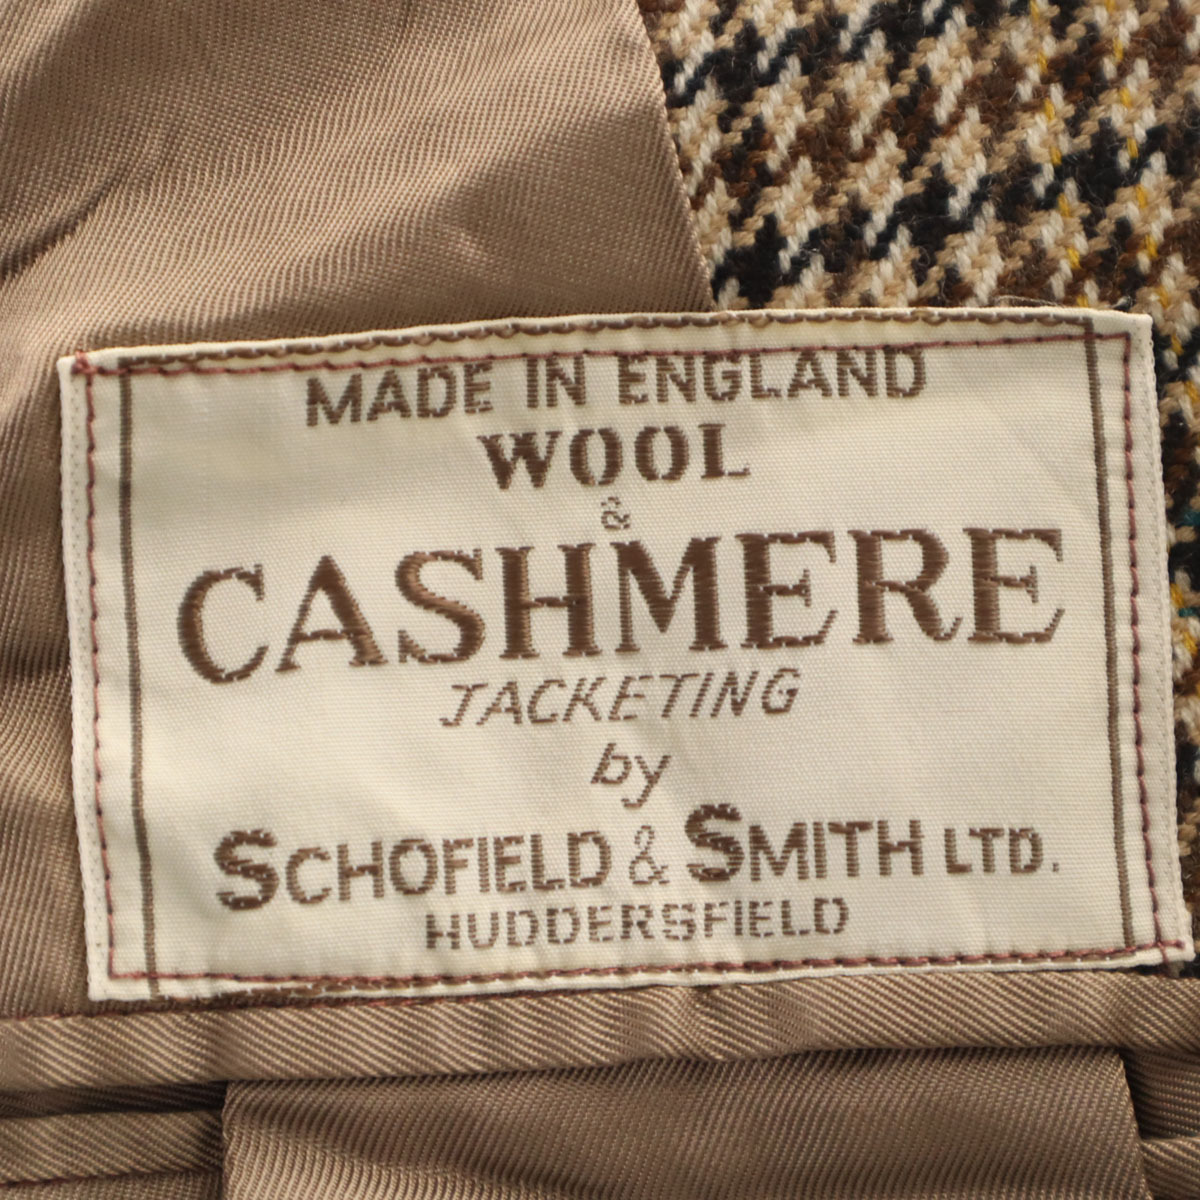 MADE IN ENGLAND
WOOL
&
CASHMERE
JACKETING
by
SCHOFIELD & SMITH LTD.
HUDDERSFIELD